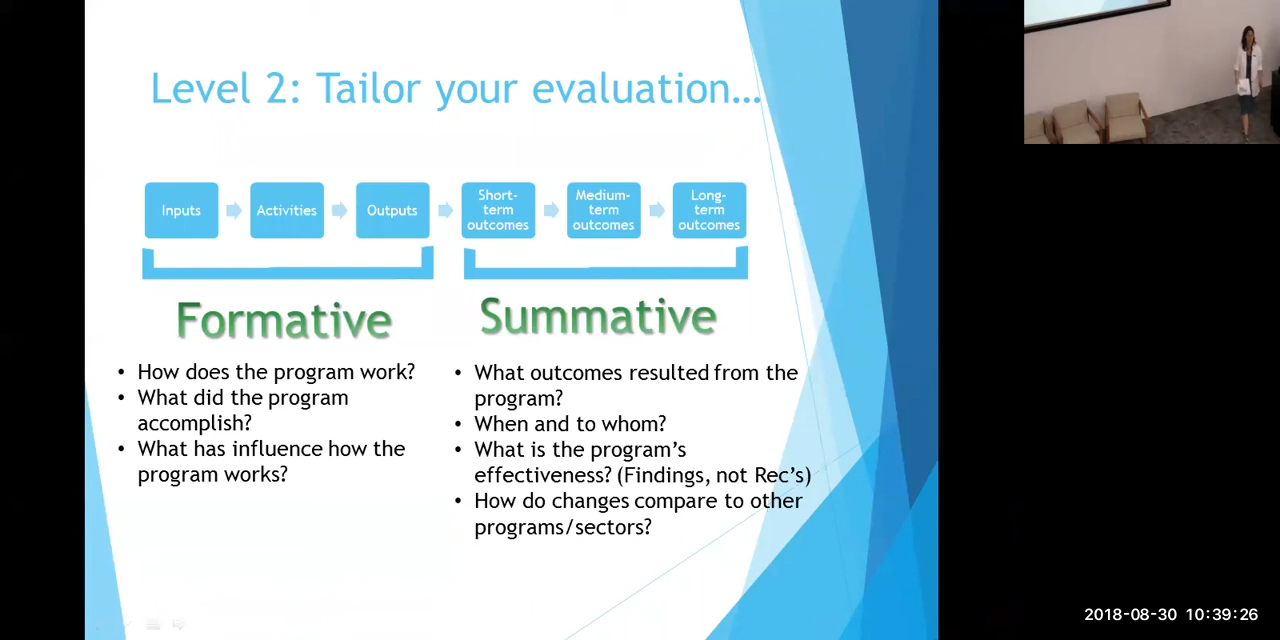 Level 2: Tailor your evaluation…
Inputs
Activities
Outputs
Short-
term
outcomes
Medium-
term
outcomes
Long-
term
outcomes
Formative
• How does the program work?
• What did the program
accomplish?
• What has influence how the
program works?
Summative
• What outcomes resulted from the
program?
• When and to whom?
• What is the program’s
effectiveness? (Findings, not Rec’s)
• How do changes compare to other
programs/sectors?
2018-08-30 10:39:26